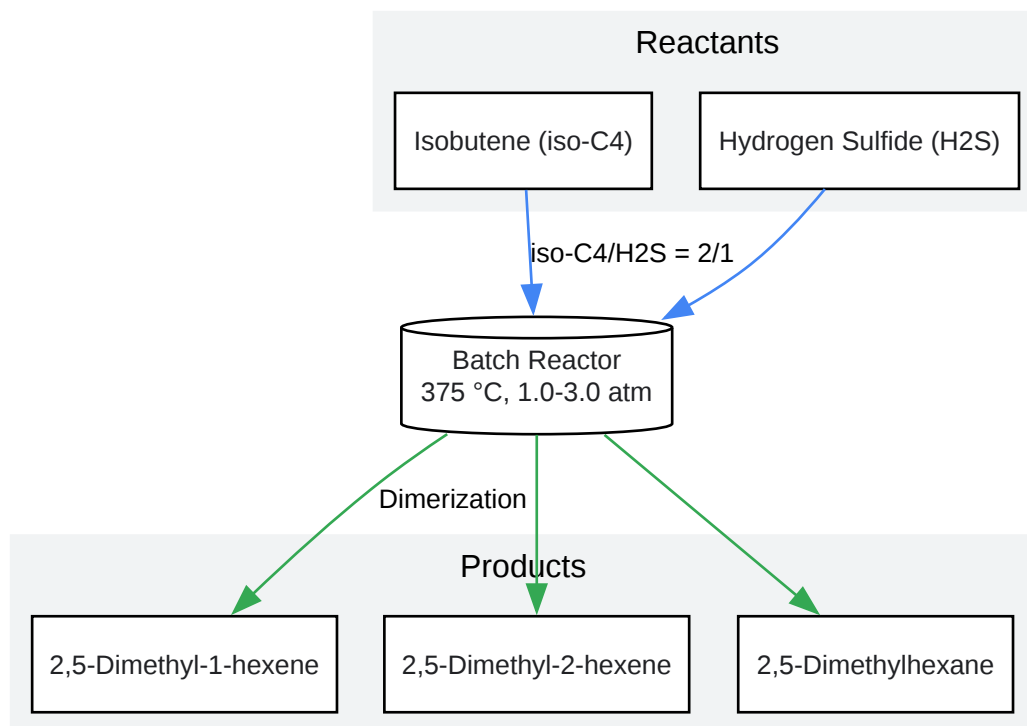 Reactants
Isobutene (iso-C4)
Hydrogen Sulfide (H2S)
iso-C4/H2S = 2/1
Batch Reactor
375 °C, 1.0-3.0 atm
Dimerization
Products
2,5-Dimethyl-1-hexene
2,5-Dimethyl-2-hexene
2,5-Dimethylhexane